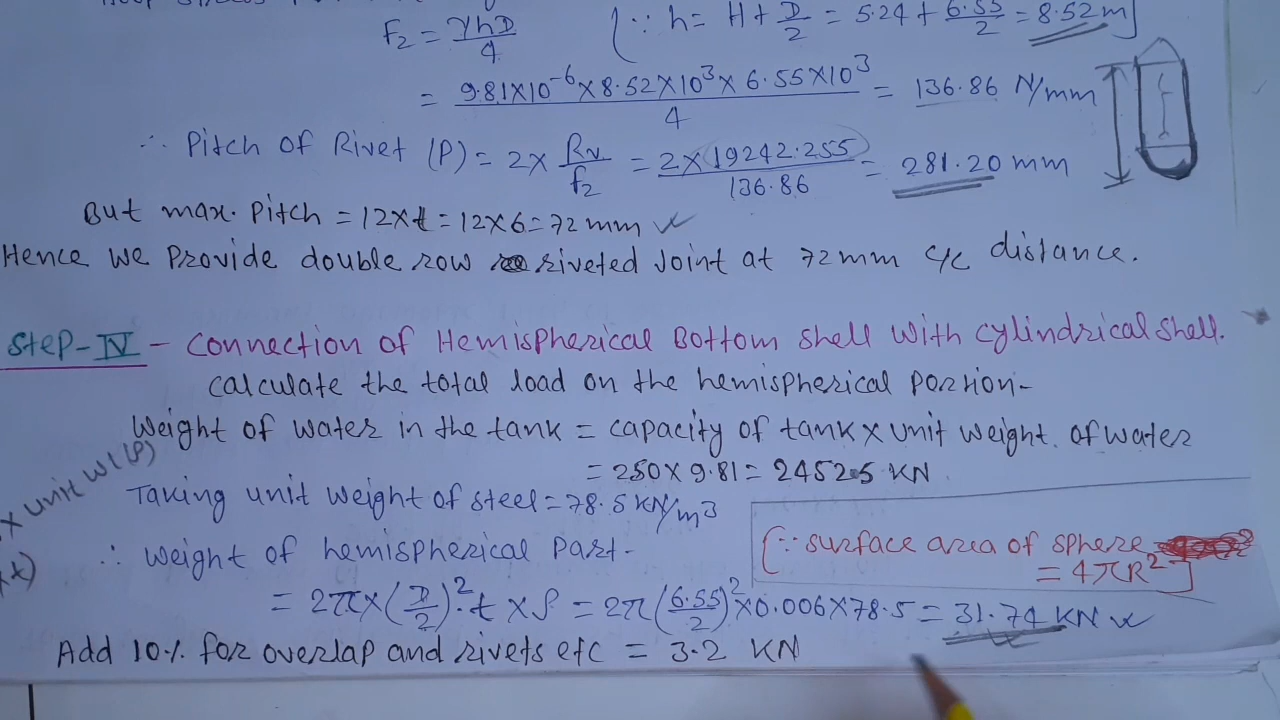 F₂ = γhD/4 [∵ h = H + D/2 = 5.24 + 6.55/2 = 8.52 m]
= 9.81×10⁻⁶×8.52×10³×6.55×10³/4 = 136.86 N/mm
∴ Pitch of Rivet (P) = 2× Rv/f₂ = 2×19242.255/136.86 = 281.20 mm
But max. Pitch = 12×t = 12×6 = 72 mm
Hence we Provide double row riveted Joint at 72 mm c/c distance.
Step-IV - Connection of Hemispherical Bottom shell with cylindrical shell.
calculate the total load on the hemispherical Portion-
Weight of water in the tank = capacity of tank × unit weight of water
= 250 × 9.81 = 2452.5 KN
× unit wt (ρ)
Taking unit weight of steel = 78.5 KN/m³
×t)
∴ Weight of hemispherical Part-
[∵ surface area of sphere
= 4πR²]
= 2π×(D/2)².t × ρ = 2π(6.55/2)²×0.006×78.5 = 31.74 KN
Add 10% for overlap and rivets etc = 3.2 KN